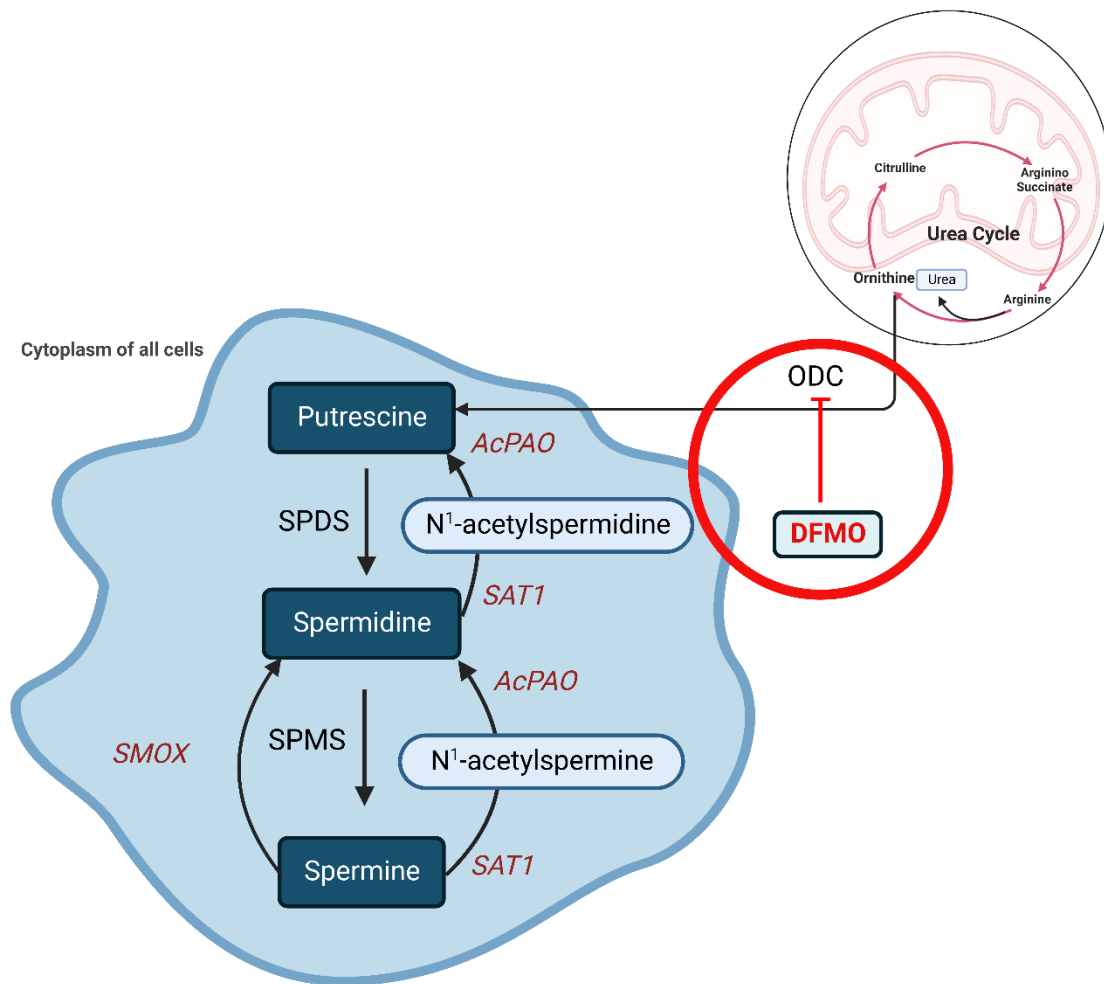 Citrulline
Arginino
Succinate
Urea Cycle
Ornithine
Urea
Arginine
Cytoplasm of all cells
ODC
Putrescine
AcPAO
SPDS
N¹-acetylspermidine
DFMO
SAT1
Spermidine
AcPAO
SPMS
SMOX
N¹-acetylspermine
Spermine
SAT1